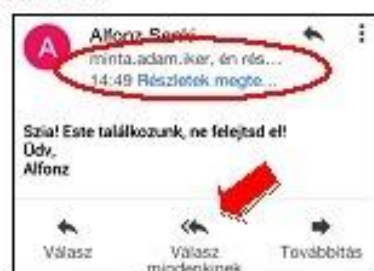 A
Alfonz
minta.adam.iker, én rés...
14:49 Részletek megte...
Szia! Este találkozunk, ne felejtsd el!
Üdv,
Alfonz
Válasz
Válasz mindenkinek
Továbbítás